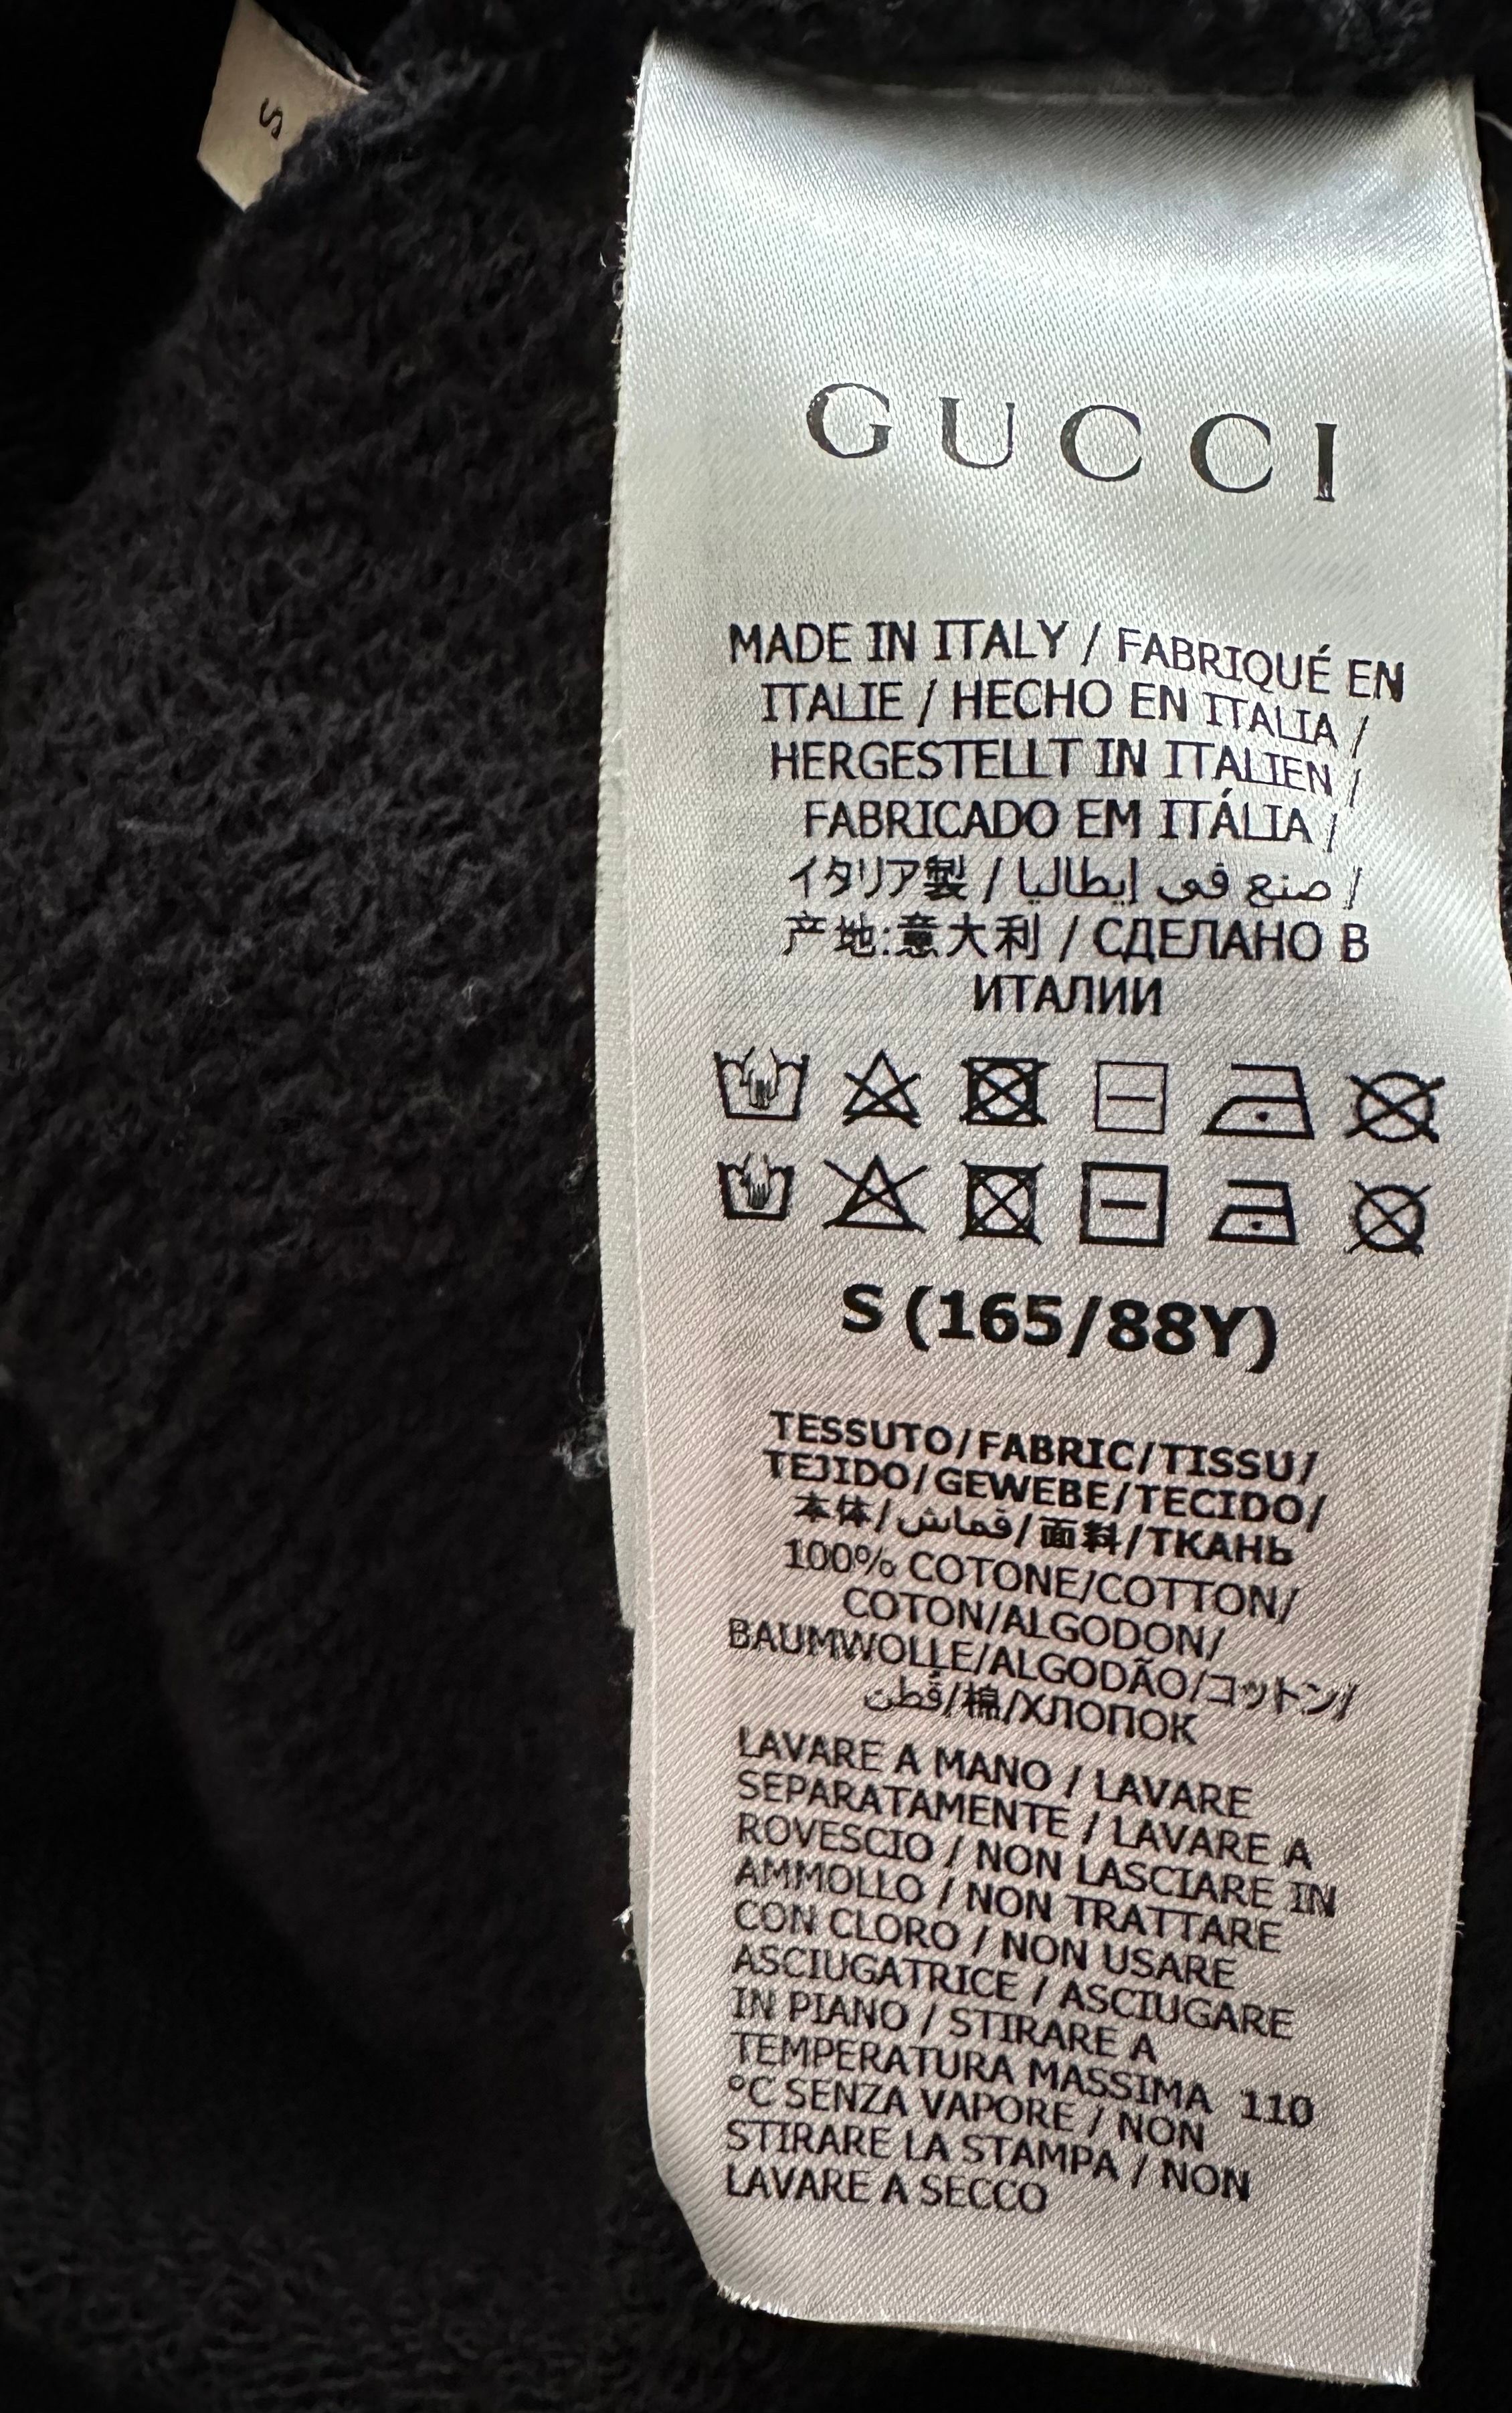 S
GUCCI
MADE IN ITALY / FABRIQUÉ EN
ITALIE / HECHO EN ITALIA /
HERGESTELLT IN ITALIEN /
FABRICADO EM ITÁLIA /
イタリア製 / صنع في إيطاليا /
产地:意大利 / СДЕЛАНО В
ИТАЛИИ
S (165/88Y)
TESSUTO/FABRIC/TISSU/
TEJIDO/GEWEBE/TECIDO/
本体/قماش/面料/ТКАНЬ
100% COTONE/COTTON/
COTON/ALGODON/
BAUMWOLLE/ALGODÃO/コットン/
قطن/棉/ХЛОПОК
LAVARE A MANO / LAVARE
SEPARATAMENTE / LAVARE A
ROVESCIO / NON LASCIARE IN
AMMOLLO / NON TRATTARE
CON CLORO / NON USARE
ASCIUGATRICE / ASCIUGARE
IN PIANO / STIRARE A
TEMPERATURA MASSIMA 110
°C SENZA VAPORE / NON
STIRARE LA STAMPA / NON
LAVARE A SECCO